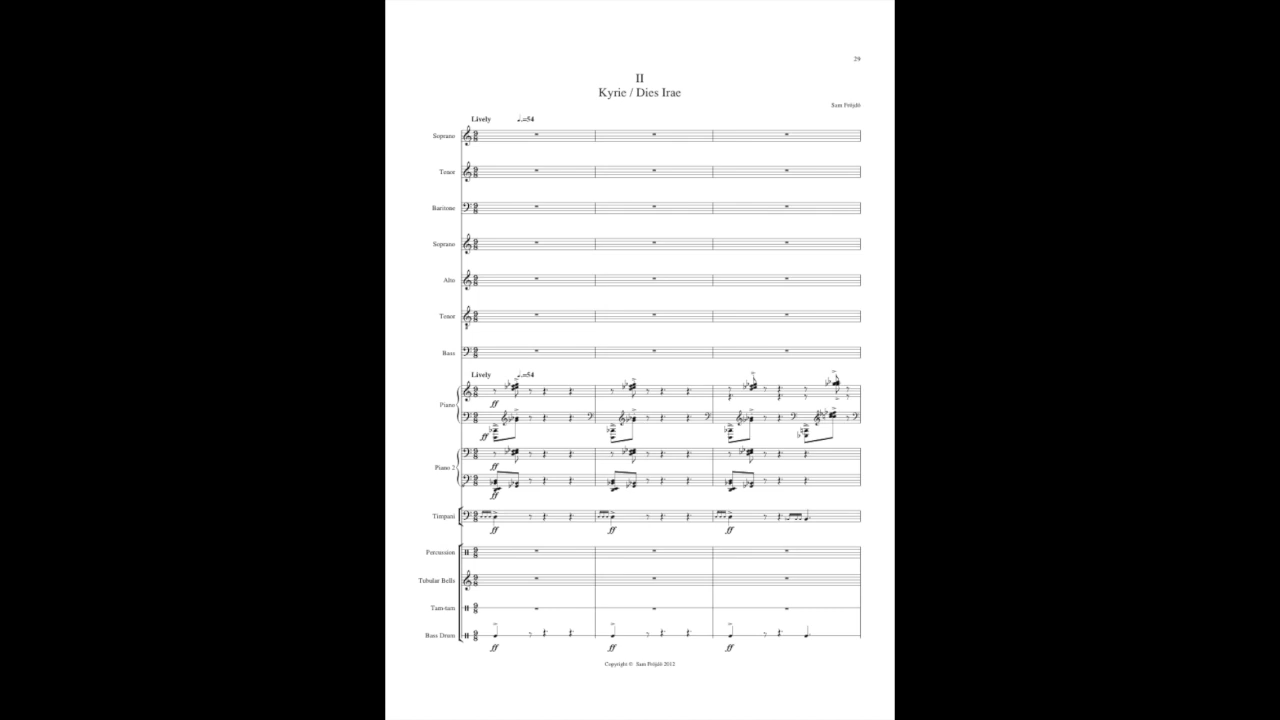 29
II
Kyrie / Dies Irae
Sam Fröjdö
Lively ♩.=54
Soprano
Tenor
Baritone
Soprano
Alto
Tenor
Bass
Lively ♩.=54
Piano
ff
ff
Piano 2
ff
ff
Timpani
ff ff ff
Percussion
Tubular Bells
Tam-tam
Bass Drum
ff ff ff
Copyright © Sam Fröjdö 2012